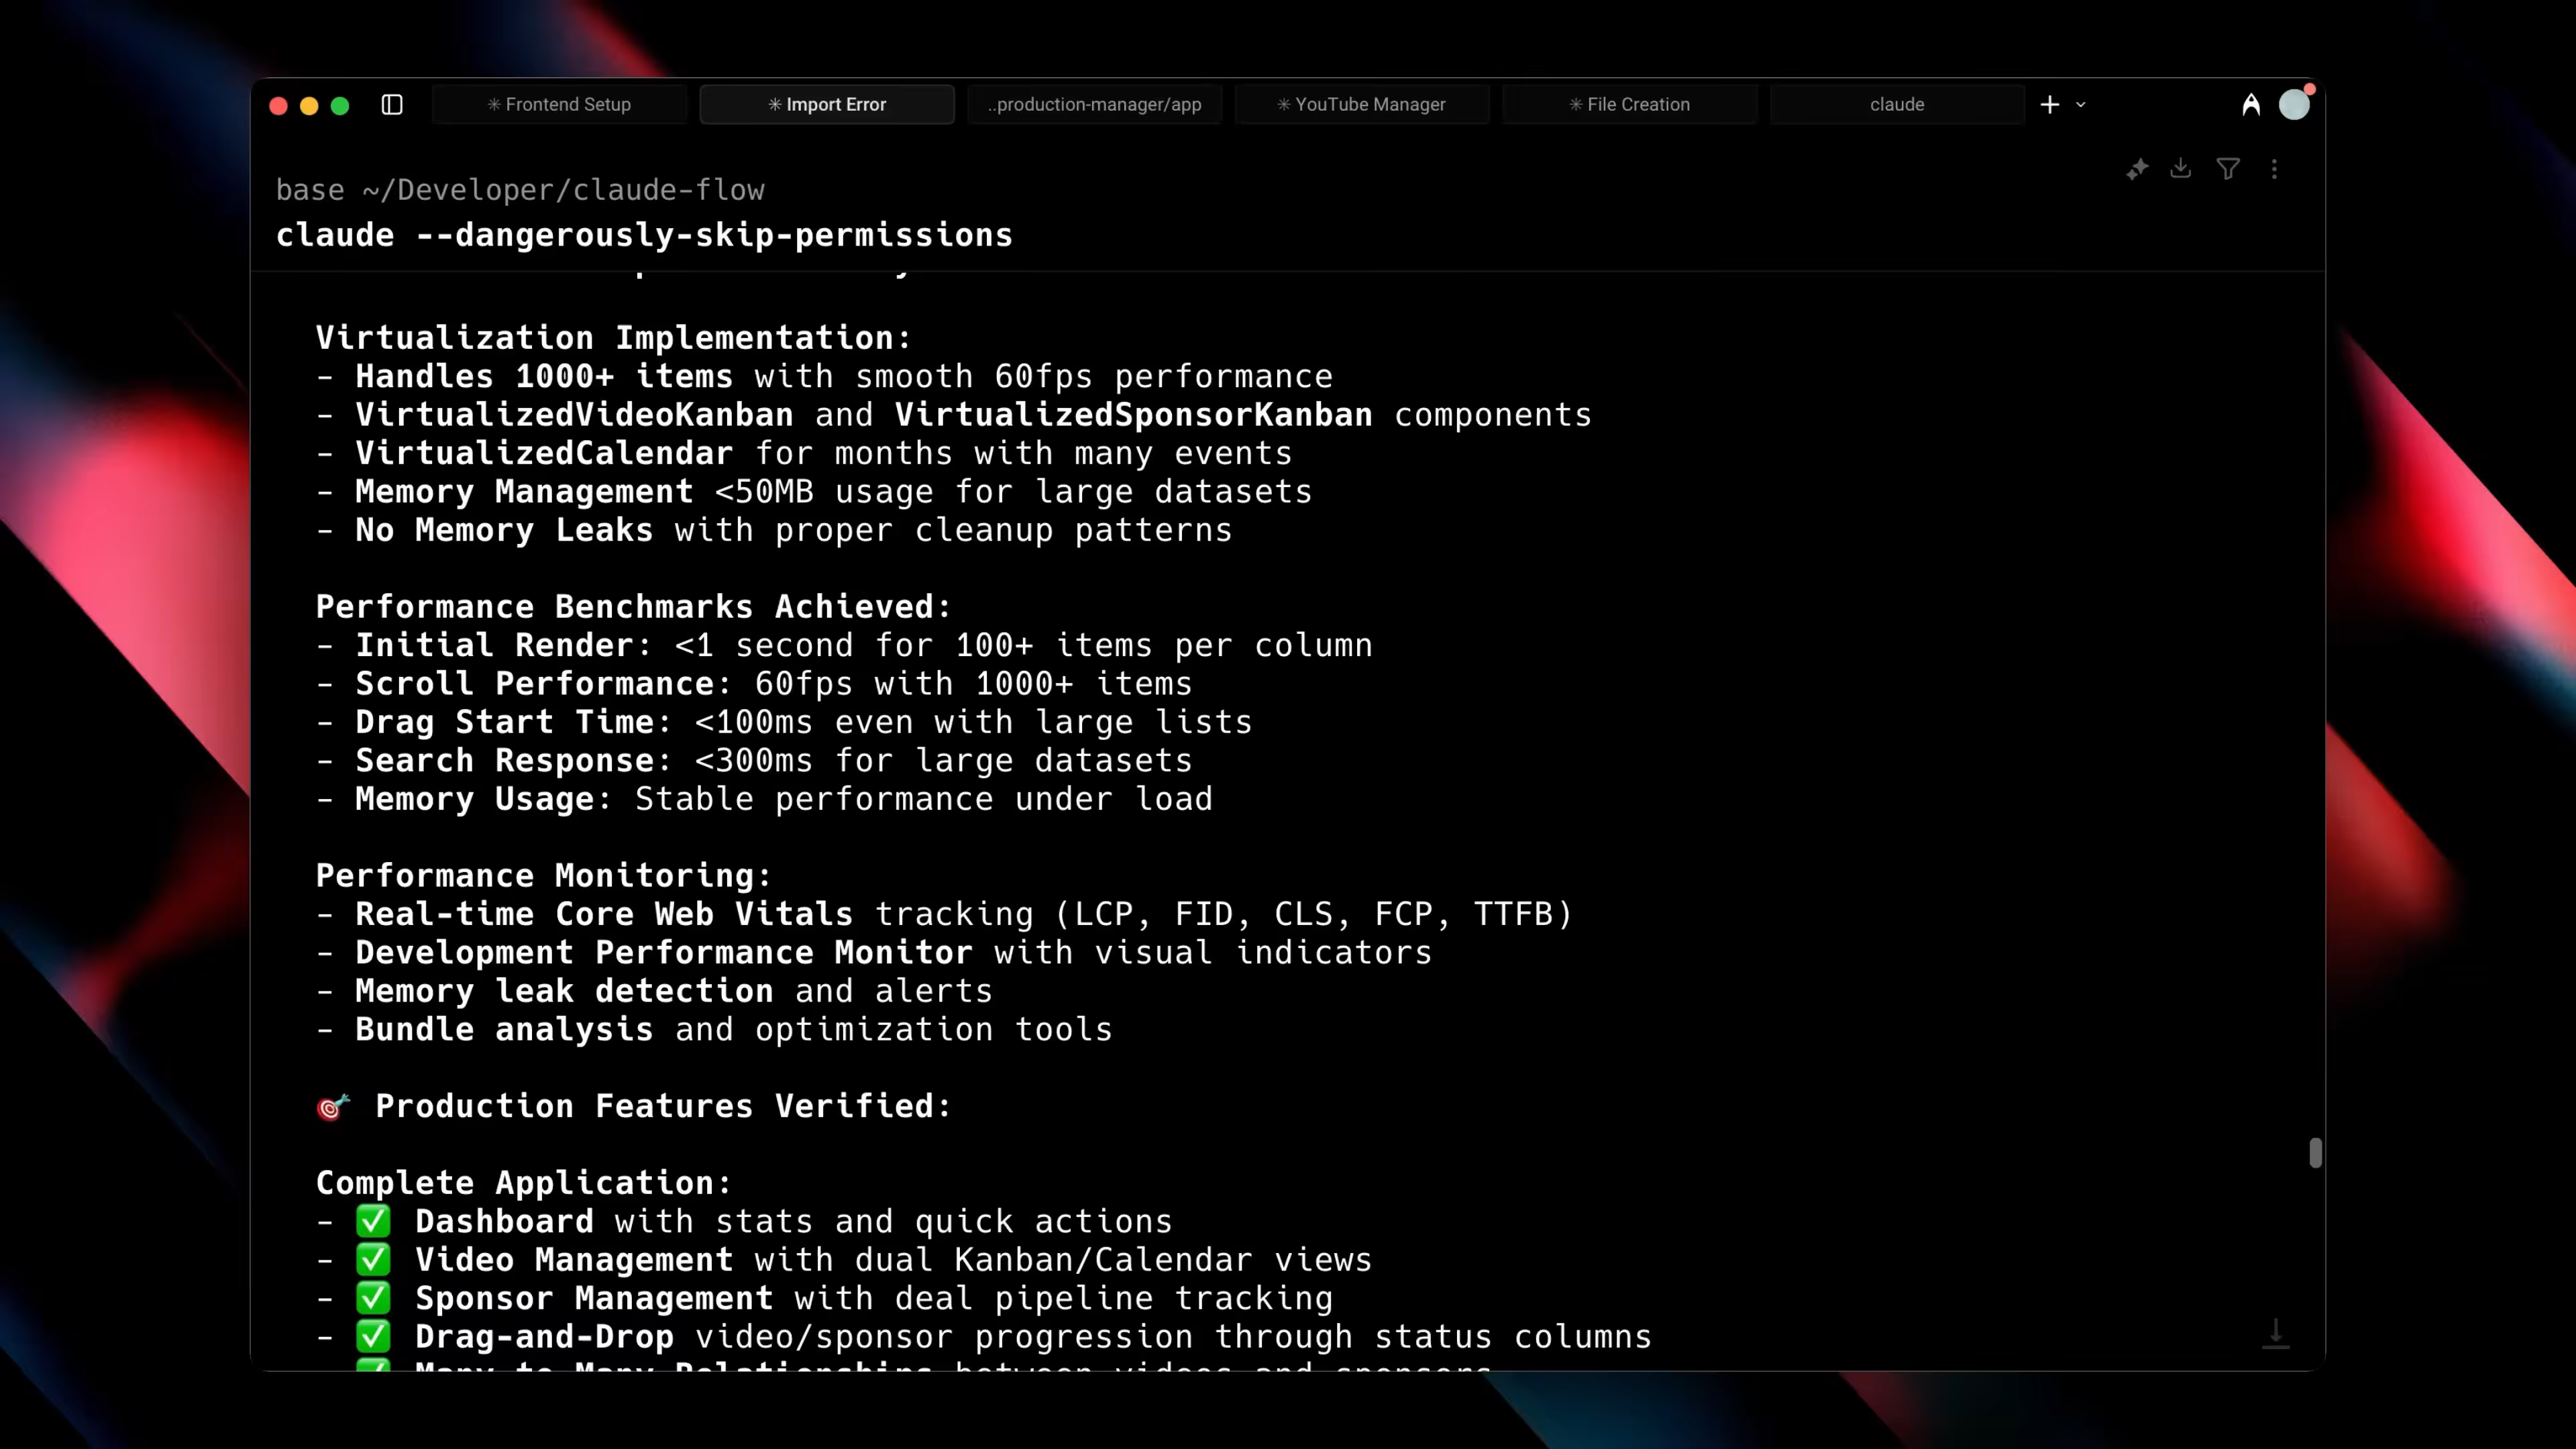 ✳ Frontend Setup
✳ Import Error
..production-manager/app
✳ YouTube Manager
✳ File Creation
claude
base ~/Developer/claude-flow
claude --dangerously-skip-permissions
Virtualization Implementation:
- Handles 1000+ items with smooth 60fps performance
- VirtualizedVideoKanban and VirtualizedSponsorKanban components
- VirtualizedCalendar for months with many events
- Memory Management <50MB usage for large datasets
- No Memory Leaks with proper cleanup patterns
Performance Benchmarks Achieved:
- Initial Render: <1 second for 100+ items per column
- Scroll Performance: 60fps with 1000+ items
- Drag Start Time: <100ms even with large lists
- Search Response: <300ms for large datasets
- Memory Usage: Stable performance under load
Performance Monitoring:
- Real-time Core Web Vitals tracking (LCP, FID, CLS, FCP, TTFB)
- Development Performance Monitor with visual indicators
- Memory leak detection and alerts
- Bundle analysis and optimization tools
🎯 Production Features Verified:
Complete Application:
- ✅ Dashboard with stats and quick actions
- ✅ Video Management with dual Kanban/Calendar views
- ✅ Sponsor Management with deal pipeline tracking
- ✅ Drag-and-Drop video/sponsor progression through status columns
- ✅ Many-to-Many Relationships between videos and sponsors